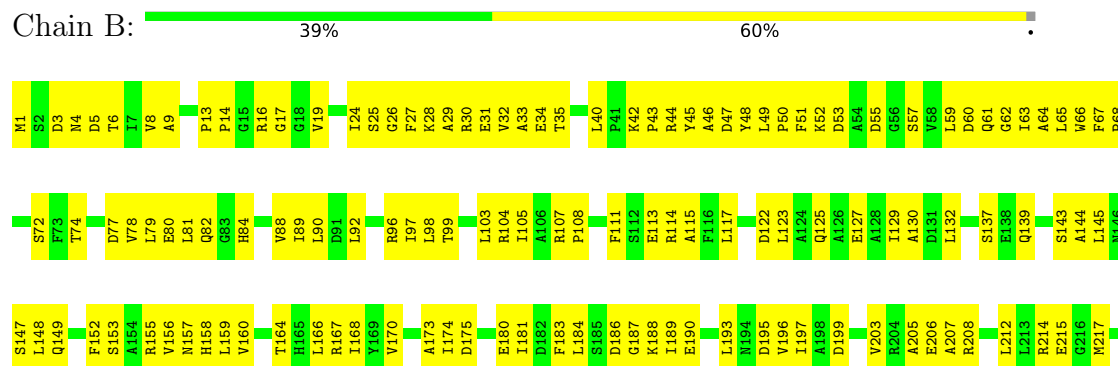 Chain B:
39% 60% •
M1 S2 D3 N4 D5 T6 I7 V8 A9 P13 P14 G15 R16 G17 G18 V19 I24 S25 G26 F27 K28 A29 R30 E31 V32 A33 E34 T35 L40 P41 K42 P43 R44 Y45 A46 D47 Y48 L49 P50 F51 K52 D53 A54 D55 G56 S57 V58 L59 D60 Q61 G62 I63 A64 L65 W66 F67
S72 F73 T74 D77 V78 L79 E80 L81 Q82 G83 H84 V88 I89 L90 D91 L92 R96 I97 L98 T99 L103 R104 I105 A106 R107 P108 F111 S112 E113 R114 A115 F116 L117 D122 L123 A124 Q125 A126 E127 A128 I129 A130 D131 L132 S137 E138 Q139 S143 A144 L145 N146
S147 L148 Q149 F152 S153 A154 R155 V156 N157 H158 L159 V160 T164 H165 L166 R167 I168 Y169 V170 A173 I174 D175 E180 I181 D182 F183 L184 S185 D186 G187 K188 I189 E190 L193 N194 D195 V196 I197 A198 D199 V203 R204 A205 E206 A207 R208 L212 L213 R214 E215 G216 M217